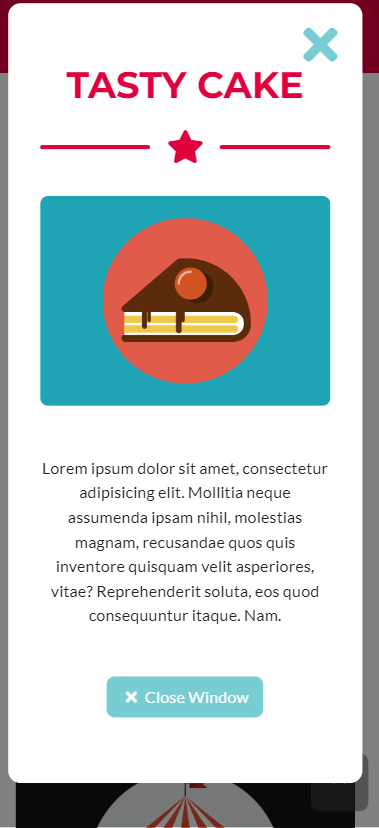 TASTY CAKE
Lorem ipsum dolor sit amet, consectetur
adipisicing elit. Mollitia neque
assumenda ipsam nihil, molestias
magnam, recusandae quos quis
inventore quisquam velit asperiores,
vitae? Reprehenderit soluta, eos quod
consequuntur itaque. Nam.
Close Window